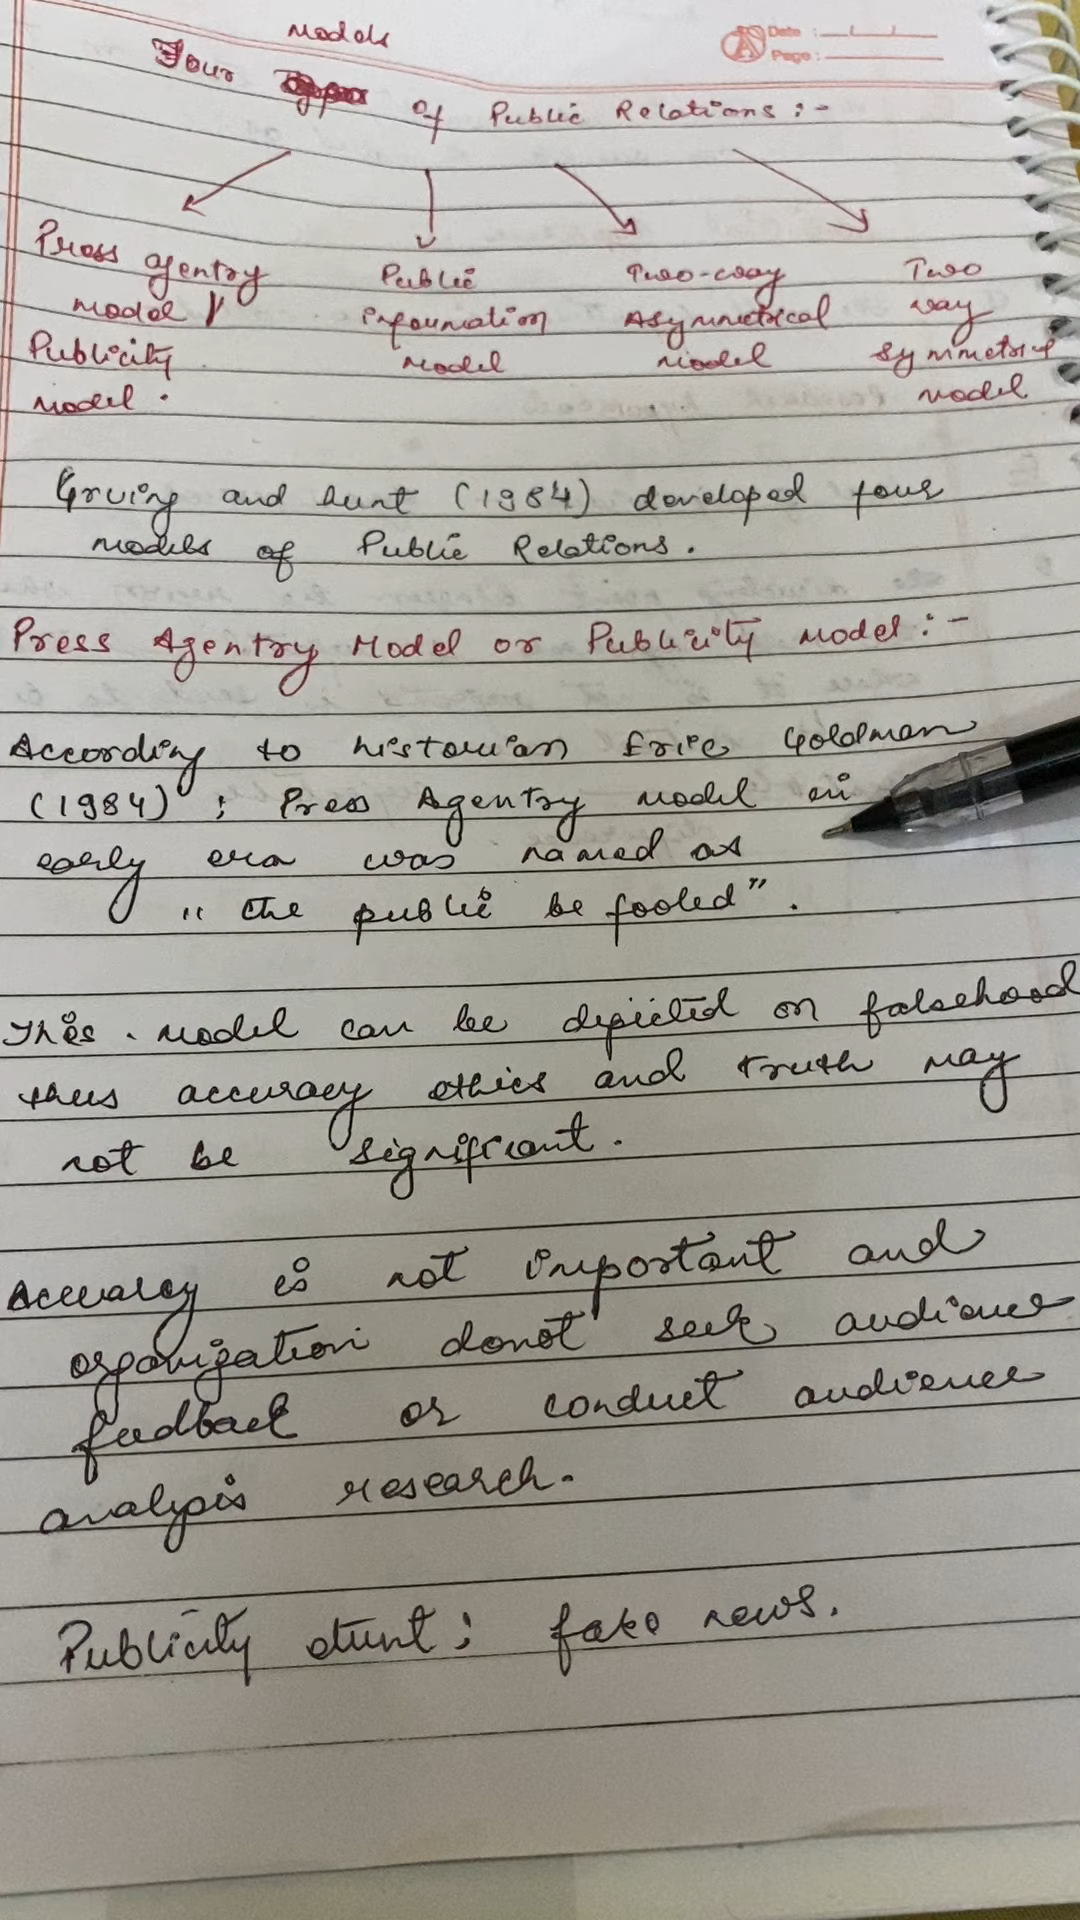 Models
Four of Public Relations :-
Date :
Page :
Press agentry model / Publicity model.
Public Information Model
Two-way Asymmetrical Model
Two way Symmetrical model
Gruing and hunt (1984) developed four
models of Public Relations.
Press Agentry Model or Publicity Model :-
According to historian Eric Goldman
(1984) ; Press Agentry model in
early era was named as
" the public be fooled".
This model can be depicted on falsehood
thus accuracy ethics and truth may
not be significant.
Accuracy is not important and
organization donot seek audience
feedback or conduct audience
analysis research.
Publicity stunt ; fake news.